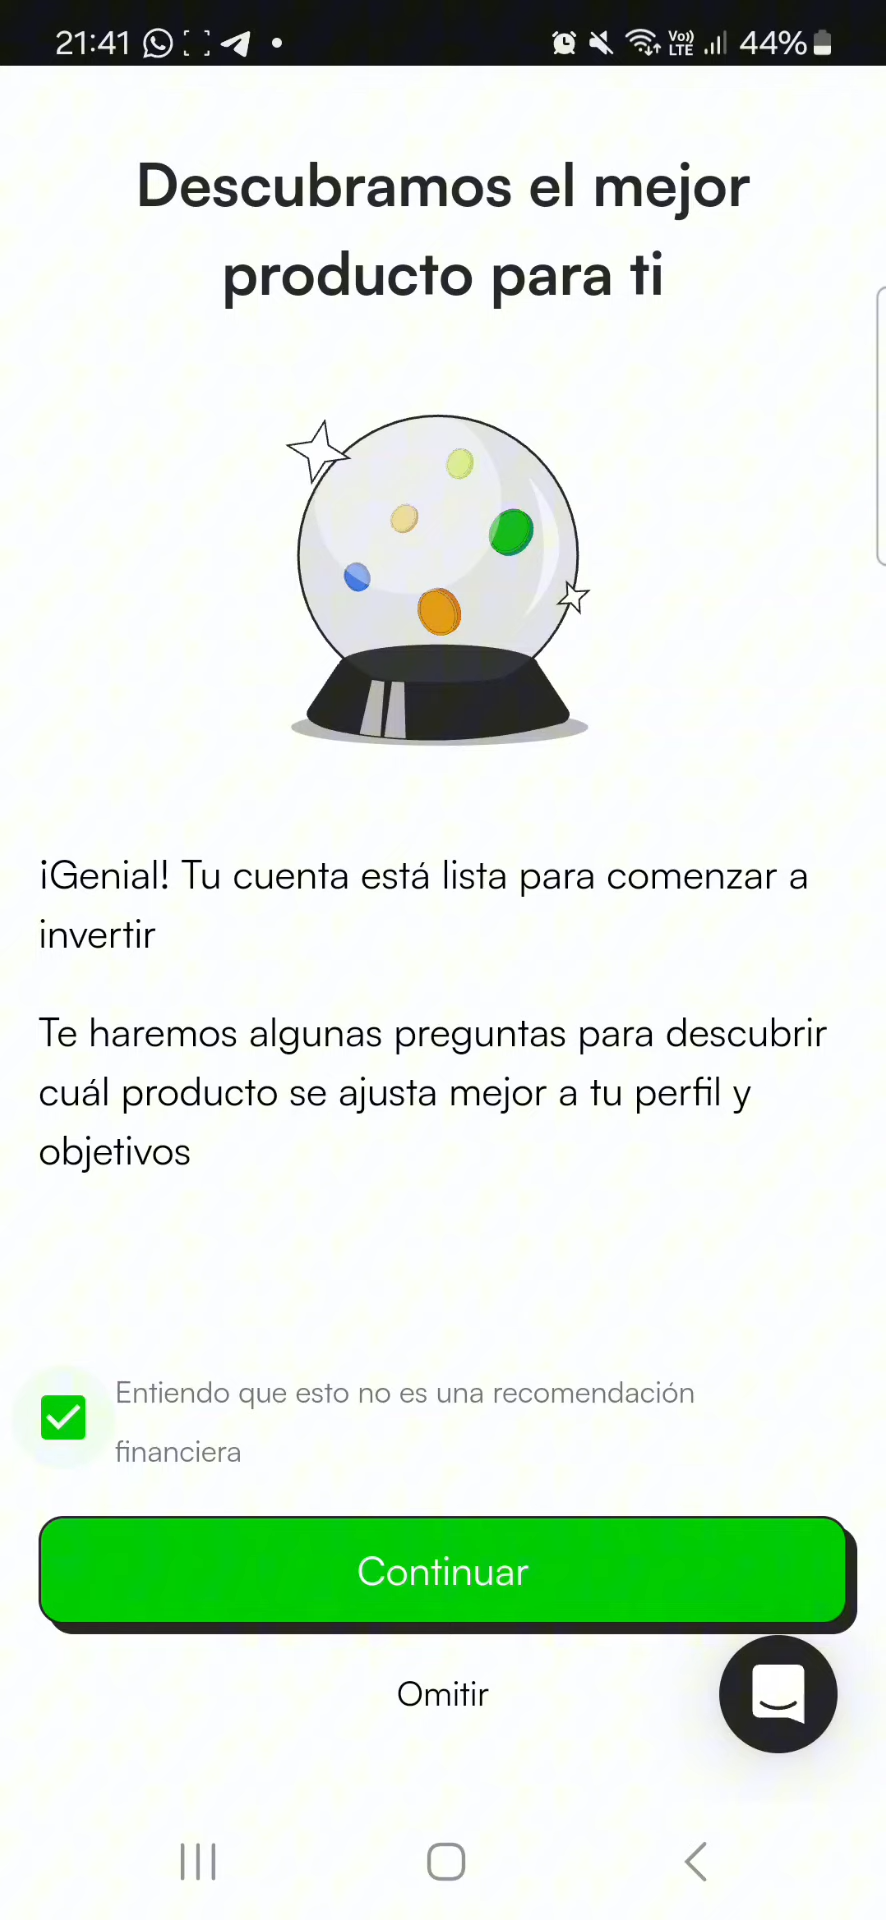 21:41
Vo))
LTE
44%
Descubramos el mejor
producto para ti
¡Genial! Tu cuenta está lista para comenzar a
invertir
Te haremos algunas preguntas para descubrir
cuál producto se ajusta mejor a tu perfil y
objetivos
Entiendo que esto no es una recomendación
financiera
Continuar
Omitir